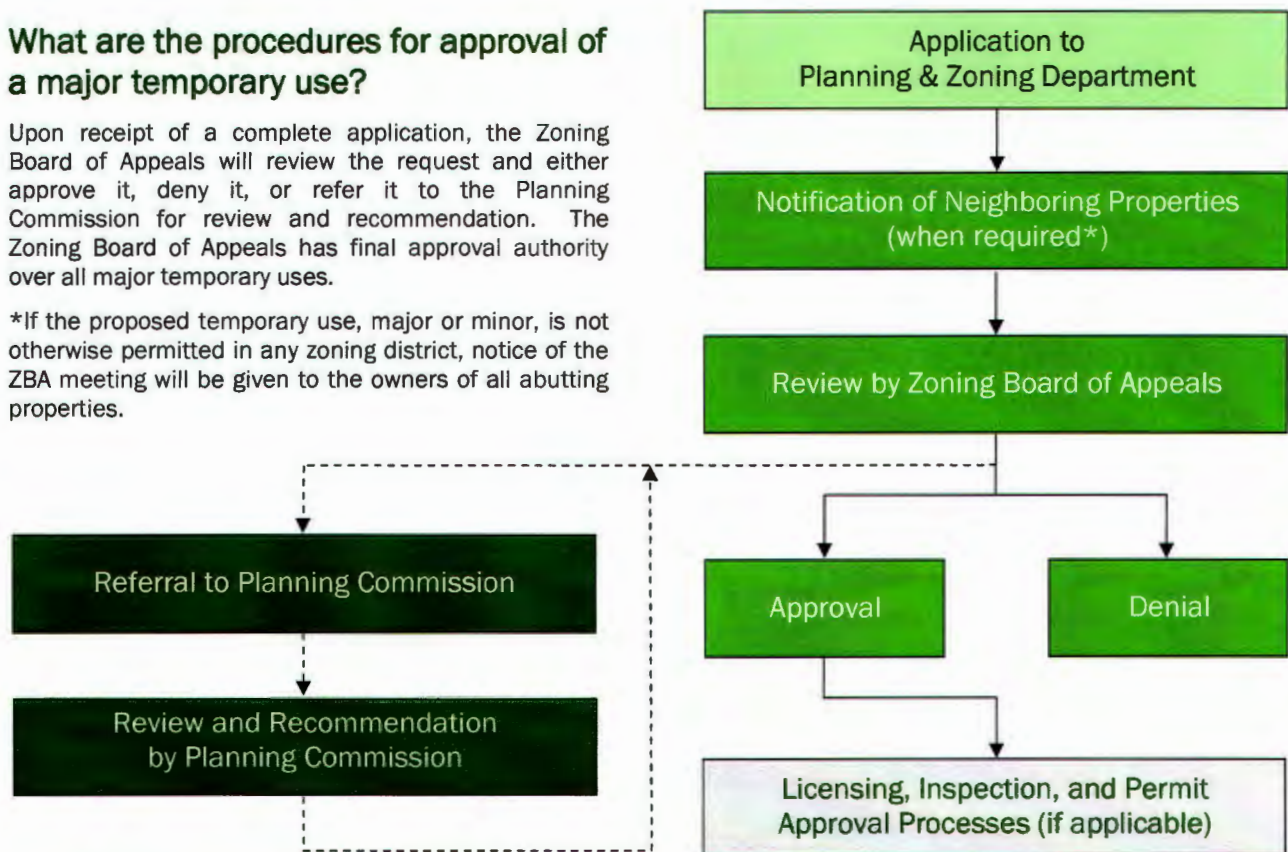 What are the procedures for approval of
a major temporary use?
Upon receipt of a complete application, the Zoning
Board of Appeals will review the request and either
approve it, deny it, or refer it to the Planning
Commission for review and recommendation. The
Zoning Board of Appeals has final approval authority
over all major temporary uses.
*If the proposed temporary use, major or minor, is not
otherwise permitted in any zoning district, notice of the
ZBA meeting will be given to the owners of all abutting
properties.
Application to
Planning & Zoning Department
Notification of Neighboring Properties
(when required*)
Review by Zoning Board of Appeals
Referral to Planning Commission
Review and Recommendation
by Planning Commission
Approval
Denial
Licensing, Inspection, and Permit
Approval Processes (if applicable)